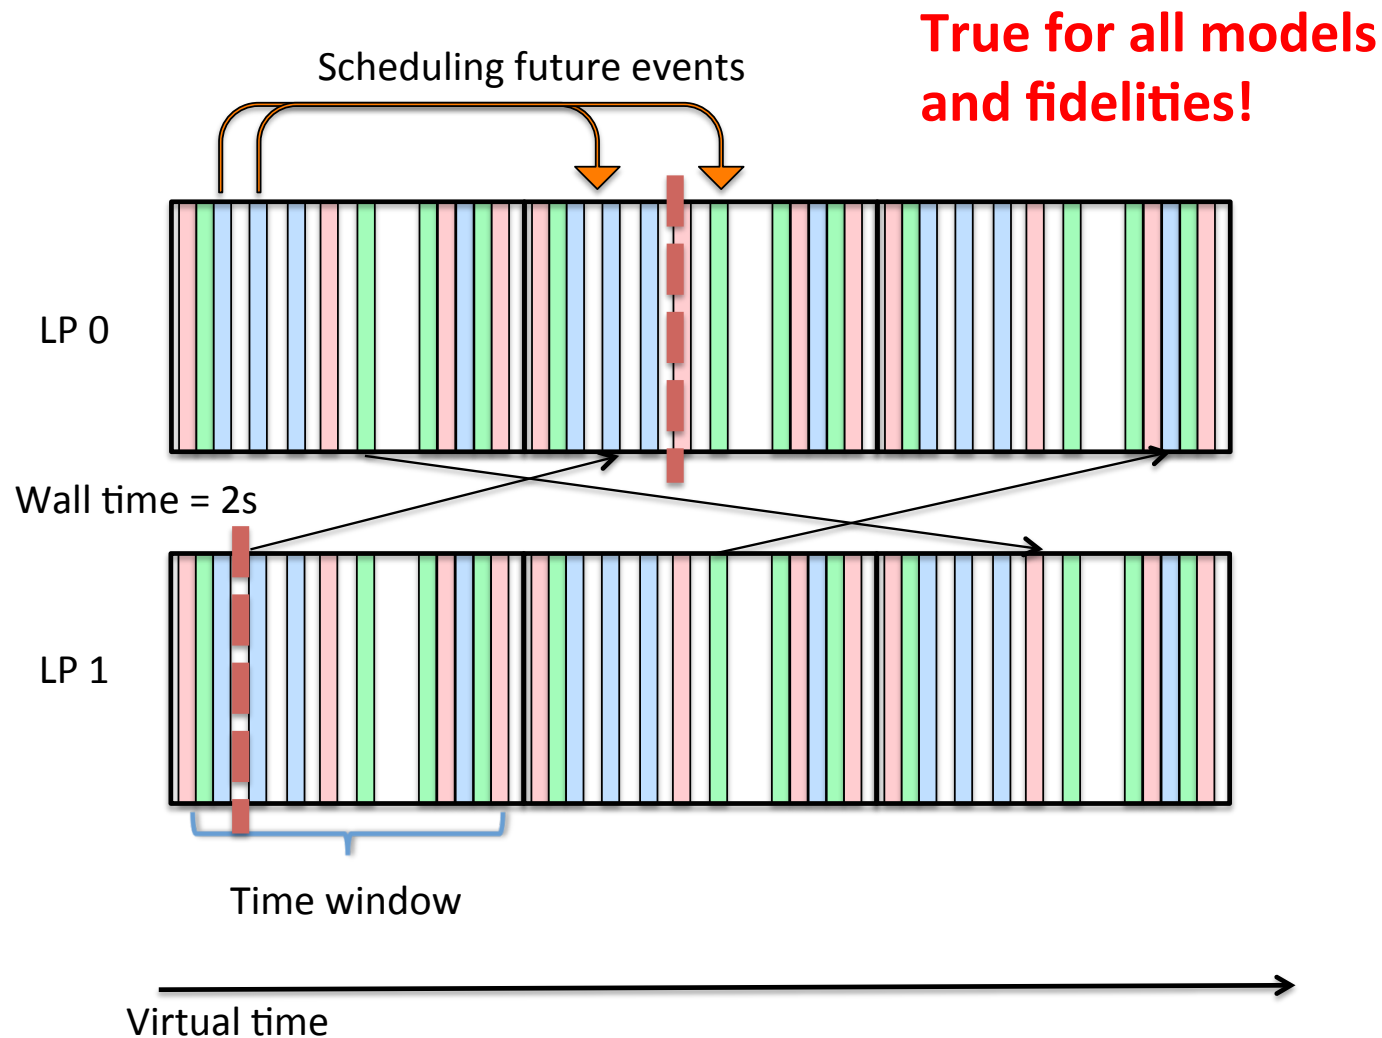 True for all models
and fidelities!
Scheduling future events
LP 0
Wall time = 2s
LP 1
Time window
Virtual time